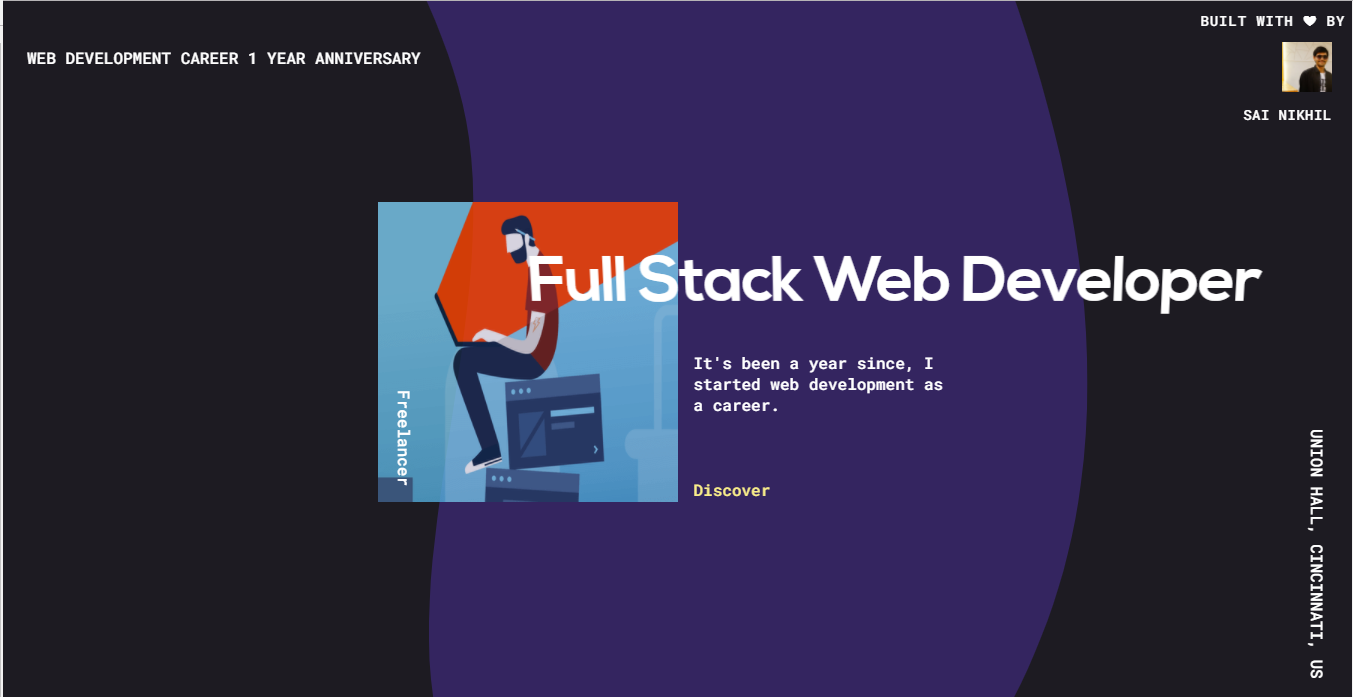 BUILT WITH ♥ BY
WEB DEVELOPMENT CAREER 1 YEAR ANNIVERSARY
SAI NIKHIL
Full Stack Web Developer
It's been a year since, I
started web development as
a career.
Freelancer
Discover
UNION HALL, CINCINNATI, US